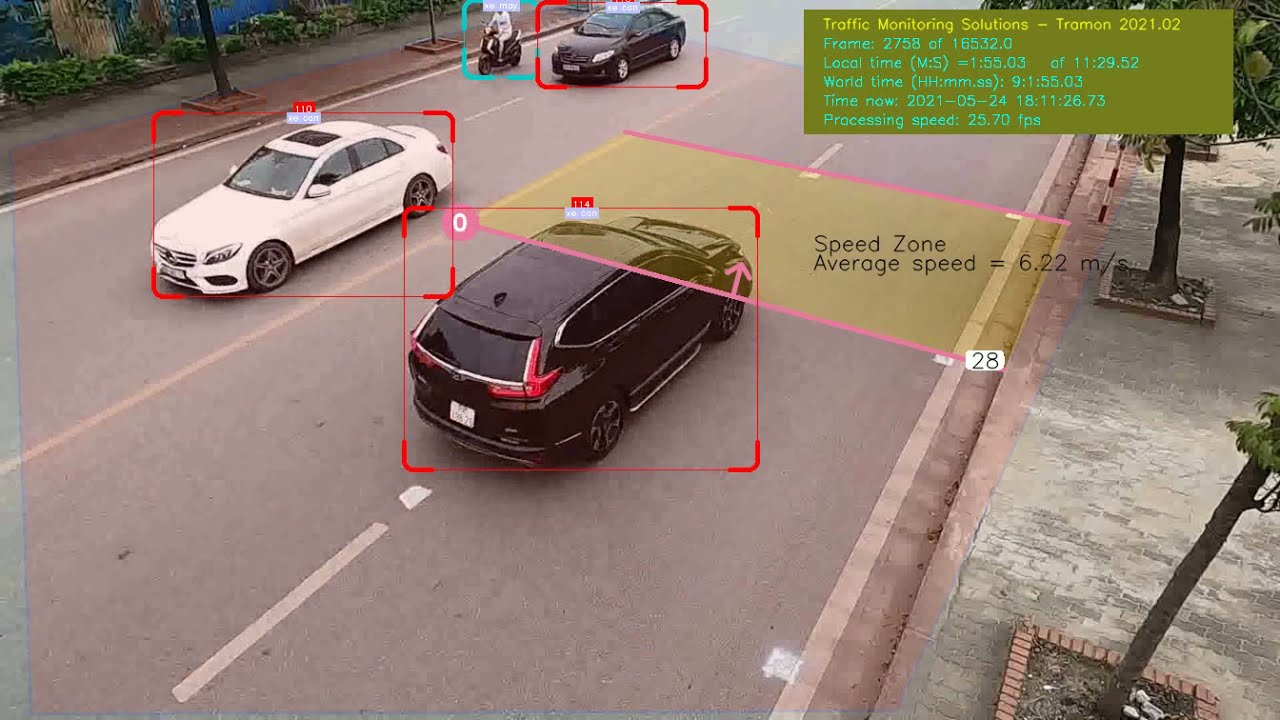 xe may
xe con
Traffic Monitoring Solutions - Tramon 2021.02
Frame: 2758 of 16532.0
Local time (M:S) =1:55.03 of 11:29.52
World time (HH:mm.ss): 9:1:55.03
Time now: 2021-05-24 18:11:26.73
Processing speed: 25.70 fps
110
xe con
114
xe con
0
Speed Zone
Average speed = 6.22 m/s
28